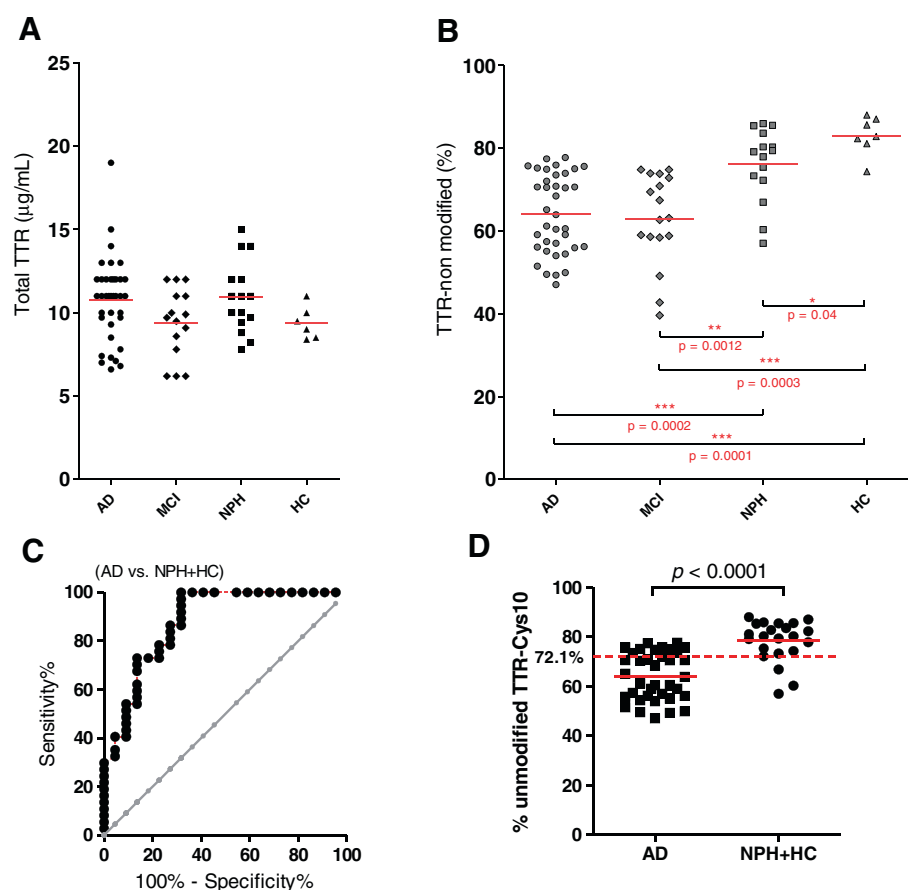 A
25
20
15
10
5
0
Total TTR (µg/mL)
AD
MCI
NPH
HC
B
100
80
60
40
20
0
TTR-non modified (%)
*
p = 0.04
**
p = 0.0012
***
p = 0.0003
***
p = 0.0002
***
p = 0.0001
AD
MCI
NPH
HC
C
(AD vs. NPH+HC)
100
80
60
40
20
0
Sensitivity%
0 20 40 60 80 100
100% - Specificity%
D
p < 0.0001
100
80
72.1%
60
40
20
0
% unmodified TTR-Cys10
AD
NPH+HC